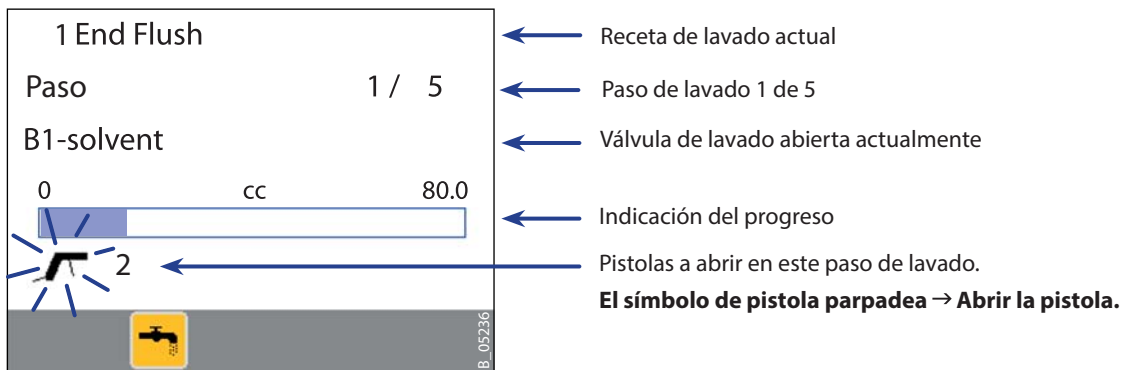 1 End Flush
Receta de lavado actual
Paso 1 / 5
Paso de lavado 1 de 5
B1-solvent
Válvula de lavado abierta actualmente
0 cc 80.0
Indicación del progreso
2
Pistolas a abrir en este paso de lavado.
El símbolo de pistola parpadea → Abrir la pistola.
B_05236